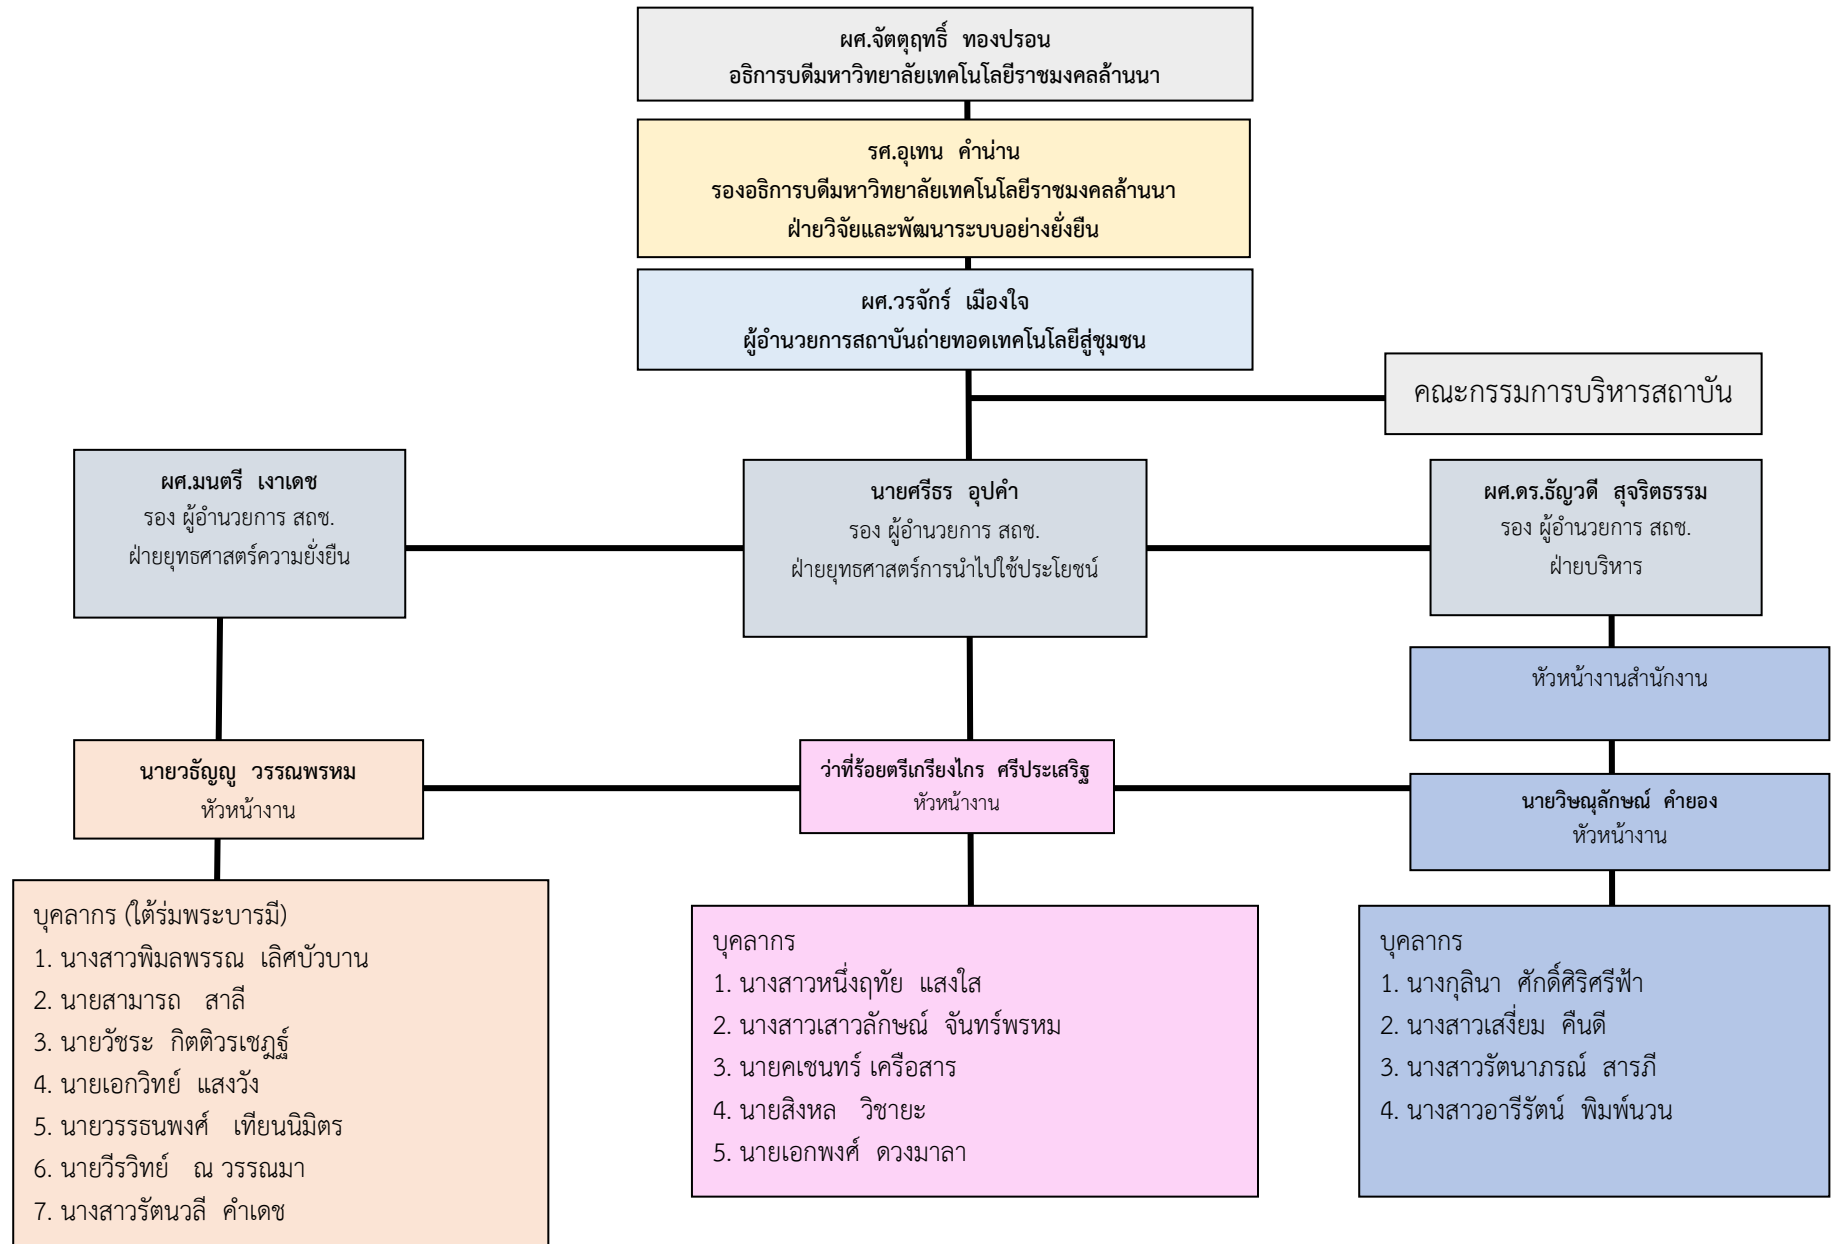 ผศ.จัตตุฤทธิ์ ทองปรอน
อธิการบดีมหาวิทยาลัยเทคโนโลยีราชมงคลล้านนา
รศ.อุเทน คำน่าน
รองอธิการบดีมหาวิทยาลัยเทคโนโลยีราชมงคลล้านนา
ฝ่ายวิจัยและพัฒนาระบบอย่างยั่งยืน
ผศ.วรจักร์ เมืองใจ
ผู้อำนวยการสถาบันถ่ายทอดเทคโนโลยีสู่ชุมชน
คณะกรรมการบริหารสถาบัน
ผศ.มนตรี เงาเดช
รอง ผู้อำนวยการ สถช.
ฝ่ายยุทธศาสตร์ความยั่งยืน
นายศรีธร อุปคำ
รอง ผู้อำนวยการ สถช.
ฝ่ายยุทธศาสตร์การนำไปใช้ประโยชน์
ผศ.ดร.ธัญวดี สุจริตธรรม
รอง ผู้อำนวยการ สถช.
ฝ่ายบริหาร
หัวหน้างานสำนักงาน
นายวธัญญู วรรณพรหม
หัวหน้างาน
ว่าที่ร้อยตรีเกรียงไกร ศรีประเสริฐ
หัวหน้างาน
นายวิษณุลักษณ์ คำยอง
หัวหน้างาน
บุคลากร (ใต้ร่มพระบารมี)
1. นางสาวพิมลพรรณ เลิศบัวบาน
2. นายสามารถ สาลี
3. นายวัชระ กิตติวรเชฎฐ์
4. นายเอกวิทย์ แสงวัง
5. นายวรรธนพงศ์ เทียนนิมิตร
6. นายวีรวิทย์ ณ วรรณมา
7. นางสาวรัตนวลี คำเดช
บุคลากร
1. นางสาวหนึ่งฤทัย แสงใส
2. นางสาวเสาวลักษณ์ จันทร์พรหม
3. นายคเชนทร์ เครือสาร
4. นายสิงหล วิชายะ
5. นายเอกพงศ์ ดวงมาลา
บุคลากร
1. นางกุลินา ศักดิ์ศิริศรีฟ้า
2. นางสาวเสงี่ยม คืนดี
3. นางสาวรัตนาภรณ์ สารภี
4. นางสาวอารีรัตน์ พิมพ์นวน